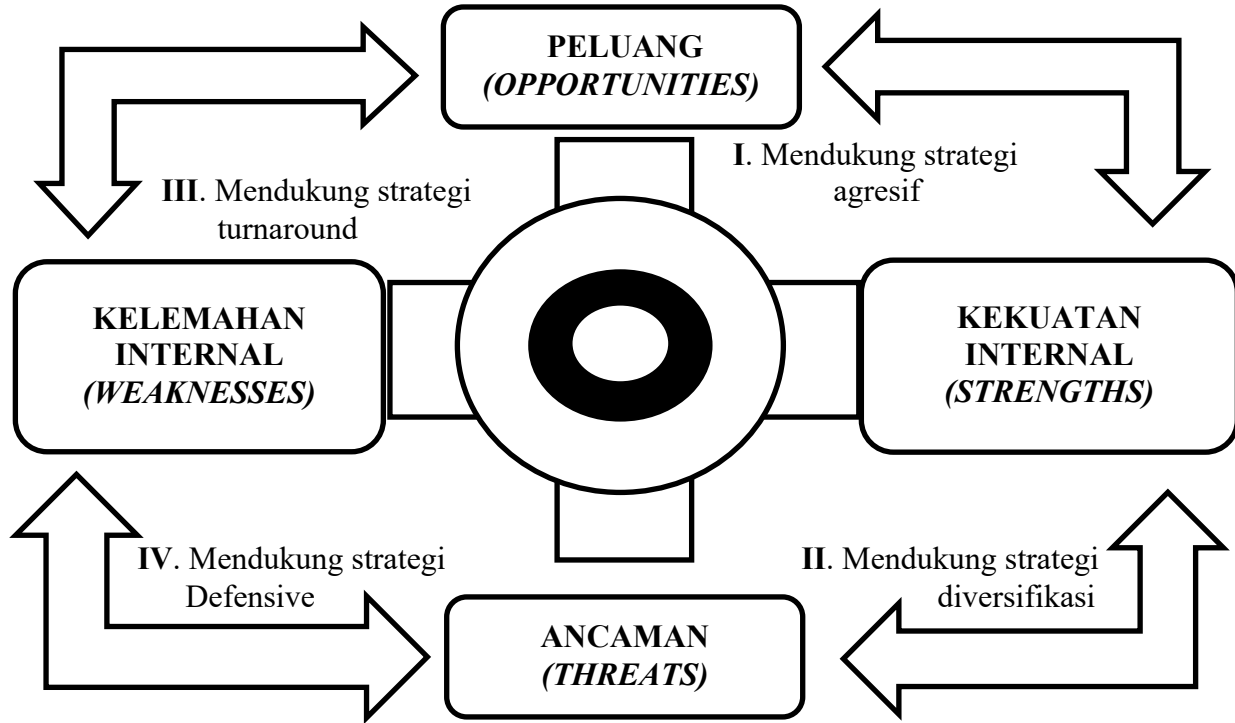 PELUANG
(OPPORTUNITIES)
I. Mendukung strategi
agresif
III. Mendukung strategi
turnaround
KELEMAHAN
INTERNAL
(WEAKNESSES)
KEKUATAN
INTERNAL
(STRENGTHS)
IV. Mendukung strategi
Defensive
II. Mendukung strategi
diversifikasi
ANCAMAN
(THREATS)